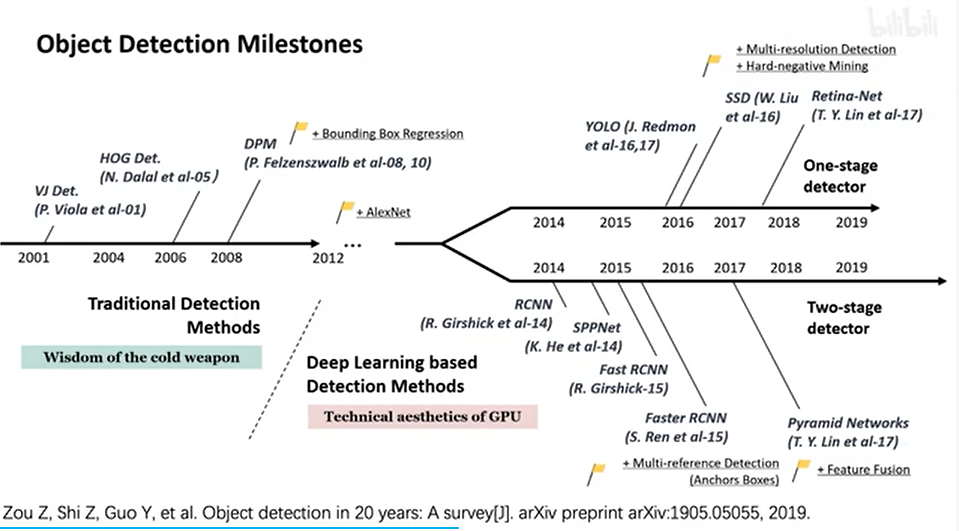 bilibili
Object Detection Milestones
+ Multi-resolution Detection
+ Hard-negative Mining
SSD (W. Liu
et al-16)
Retina-Net
(T. Y. Lin et al-17)
YOLO (J. Redmon
et al-16,17)
+ Bounding Box Regression
DPM
(P. Felzenszwalb et al-08, 10)
HOG Det.
(N. Dalal et al-05)
VJ Det.
(P. Viola et al-01)
+ AlexNet
One-stage
detector
2014 2015 2016 2017 2018 2019
2001 2004 2006 2008 2012 ...
2014 2015 2016 2017 2018 2019
Traditional Detection
Methods
Wisdom of the cold weapon
Two-stage
detector
RCNN
(R. Girshick et al-14)
SPPNet
(K. He et al-14)
Fast RCNN
(R. Girshick-15)
Deep Learning based
Detection Methods
Technical aesthetics of GPU
Faster RCNN
(S. Ren et al-15)
Pyramid Networks
(T. Y. Lin et al-17)
+ Multi-reference Detection
(Anchors Boxes)
+ Feature Fusion
Zou Z, Shi Z, Guo Y, et al. Object detection in 20 years: A survey[J]. arXiv preprint arXiv:1905.05055, 2019.